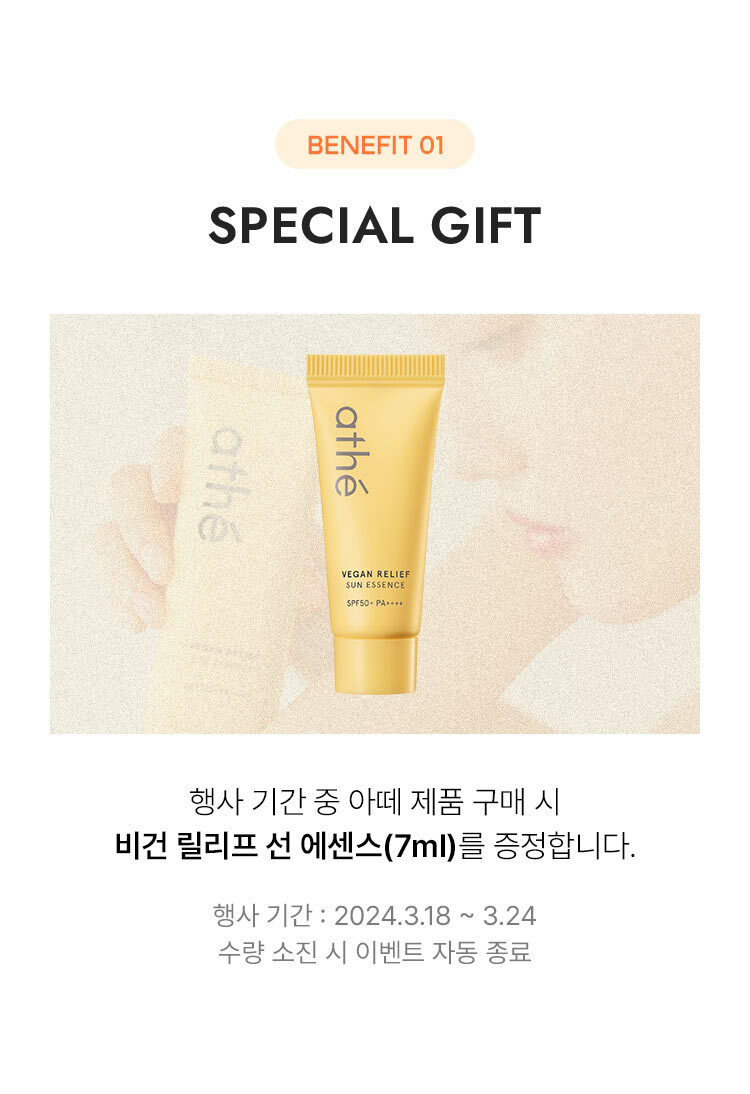 BENEFIT 01
SPECIAL GIFT
athé
athé
VEGAN RELIEF
SUN ESSENCE
SPF50+ PA++++
행사 기간 중 아떼 제품 구매 시
비건 릴리프 선 에센스(7ml)를 증정합니다.
행사 기간 : 2024.3.18 ~ 3.24
수량 소진 시 이벤트 자동 종료